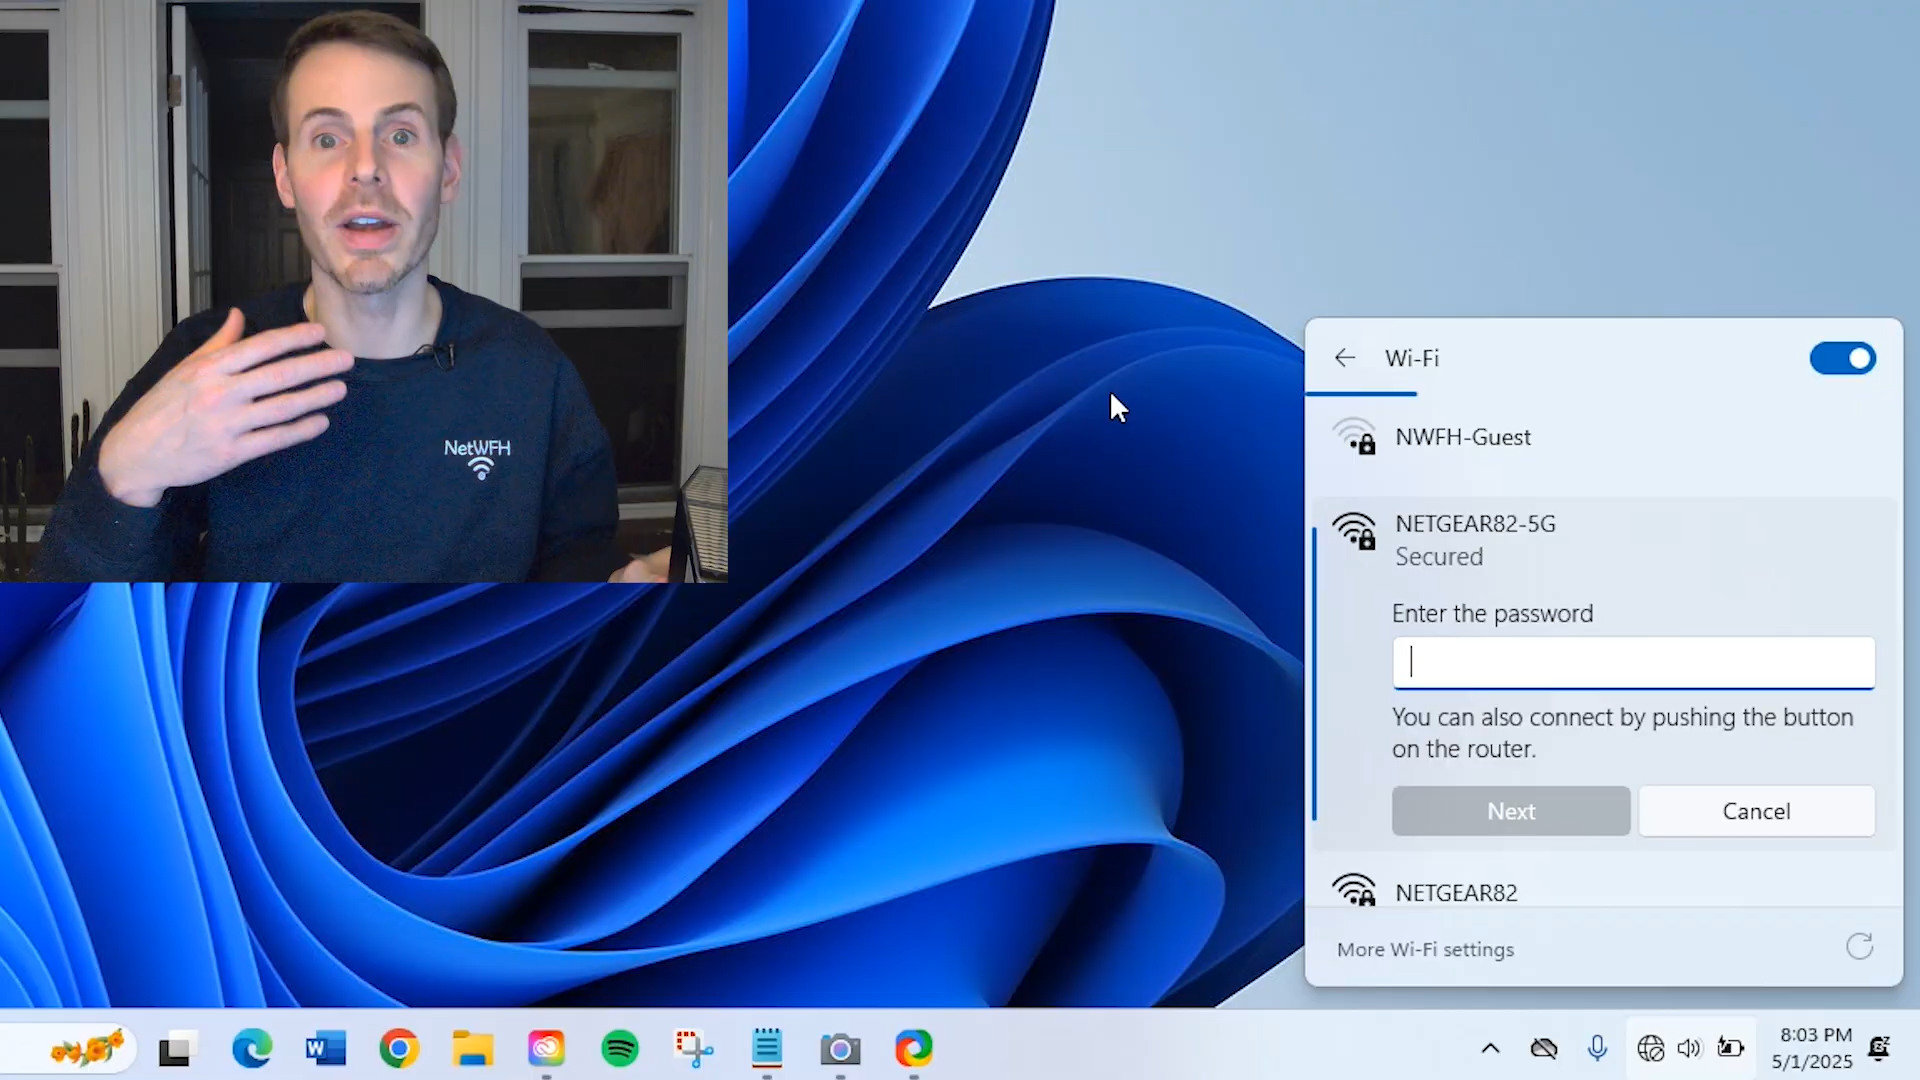 NetWFH
Wi-Fi
NWFH-Guest
NETGEAR82-5G
Secured
Enter the password
You can also connect by pushing the button
on the router.
Next
Cancel
NETGEAR82
More Wi-Fi settings
W
8:03 PM
5/1/2025